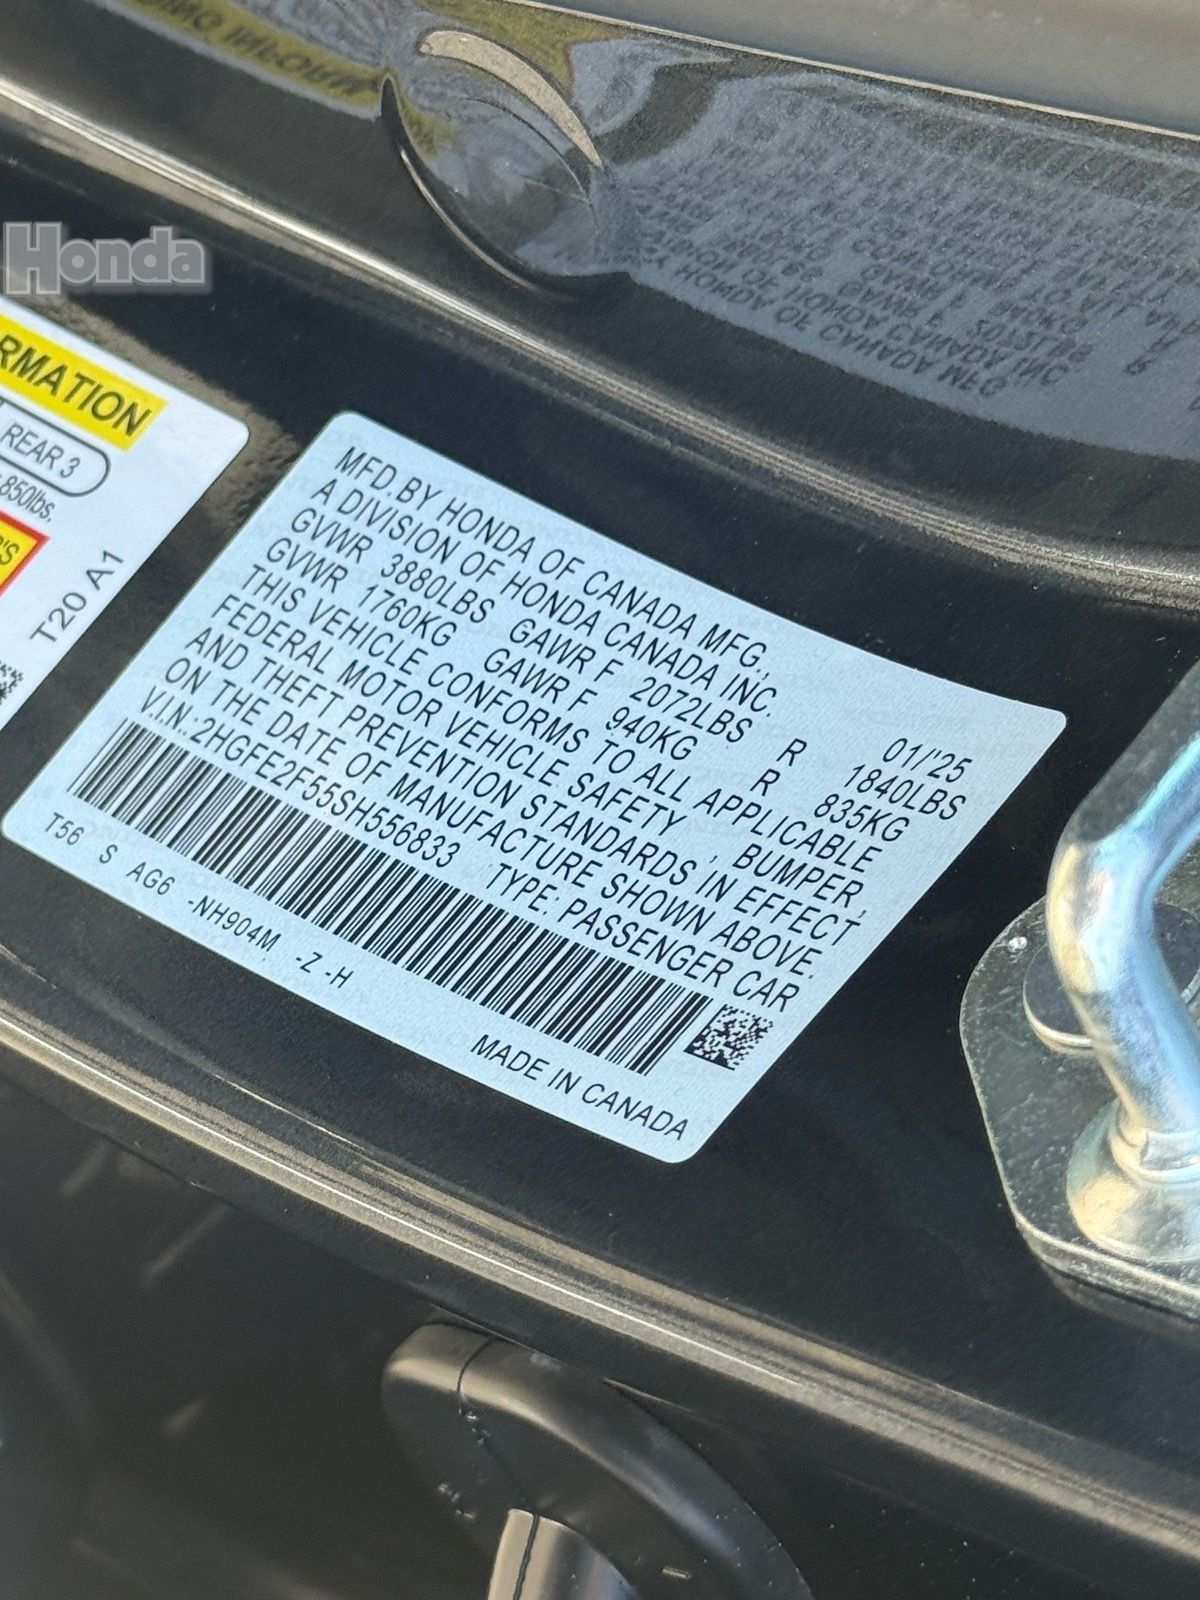 Honda
RMATION
REAR 3
850lbs.
T20 A1
MFD.BY HONDA OF CANADA MFG.,
A DIVISION OF HONDA CANADA INC. 01/'25
GVWR 3880LBS GAWR F 2072LBS R 1840LBS
GVWR 1760KG GAWR F 940KG R 835KG
THIS VEHICLE CONFORMS TO ALL APPLICABLE
FEDERAL MOTOR VEHICLE SAFETY , BUMPER,
AND THEFT PREVENTION STANDARDS IN EFFECT
ON THE DATE OF MANUFACTURE SHOWN ABOVE.
V.I.N.:2HGFE2F55SH556833 TYPE: PASSENGER CAR
T56 S AG6 -NH904M -Z -H
MADE IN CANADA